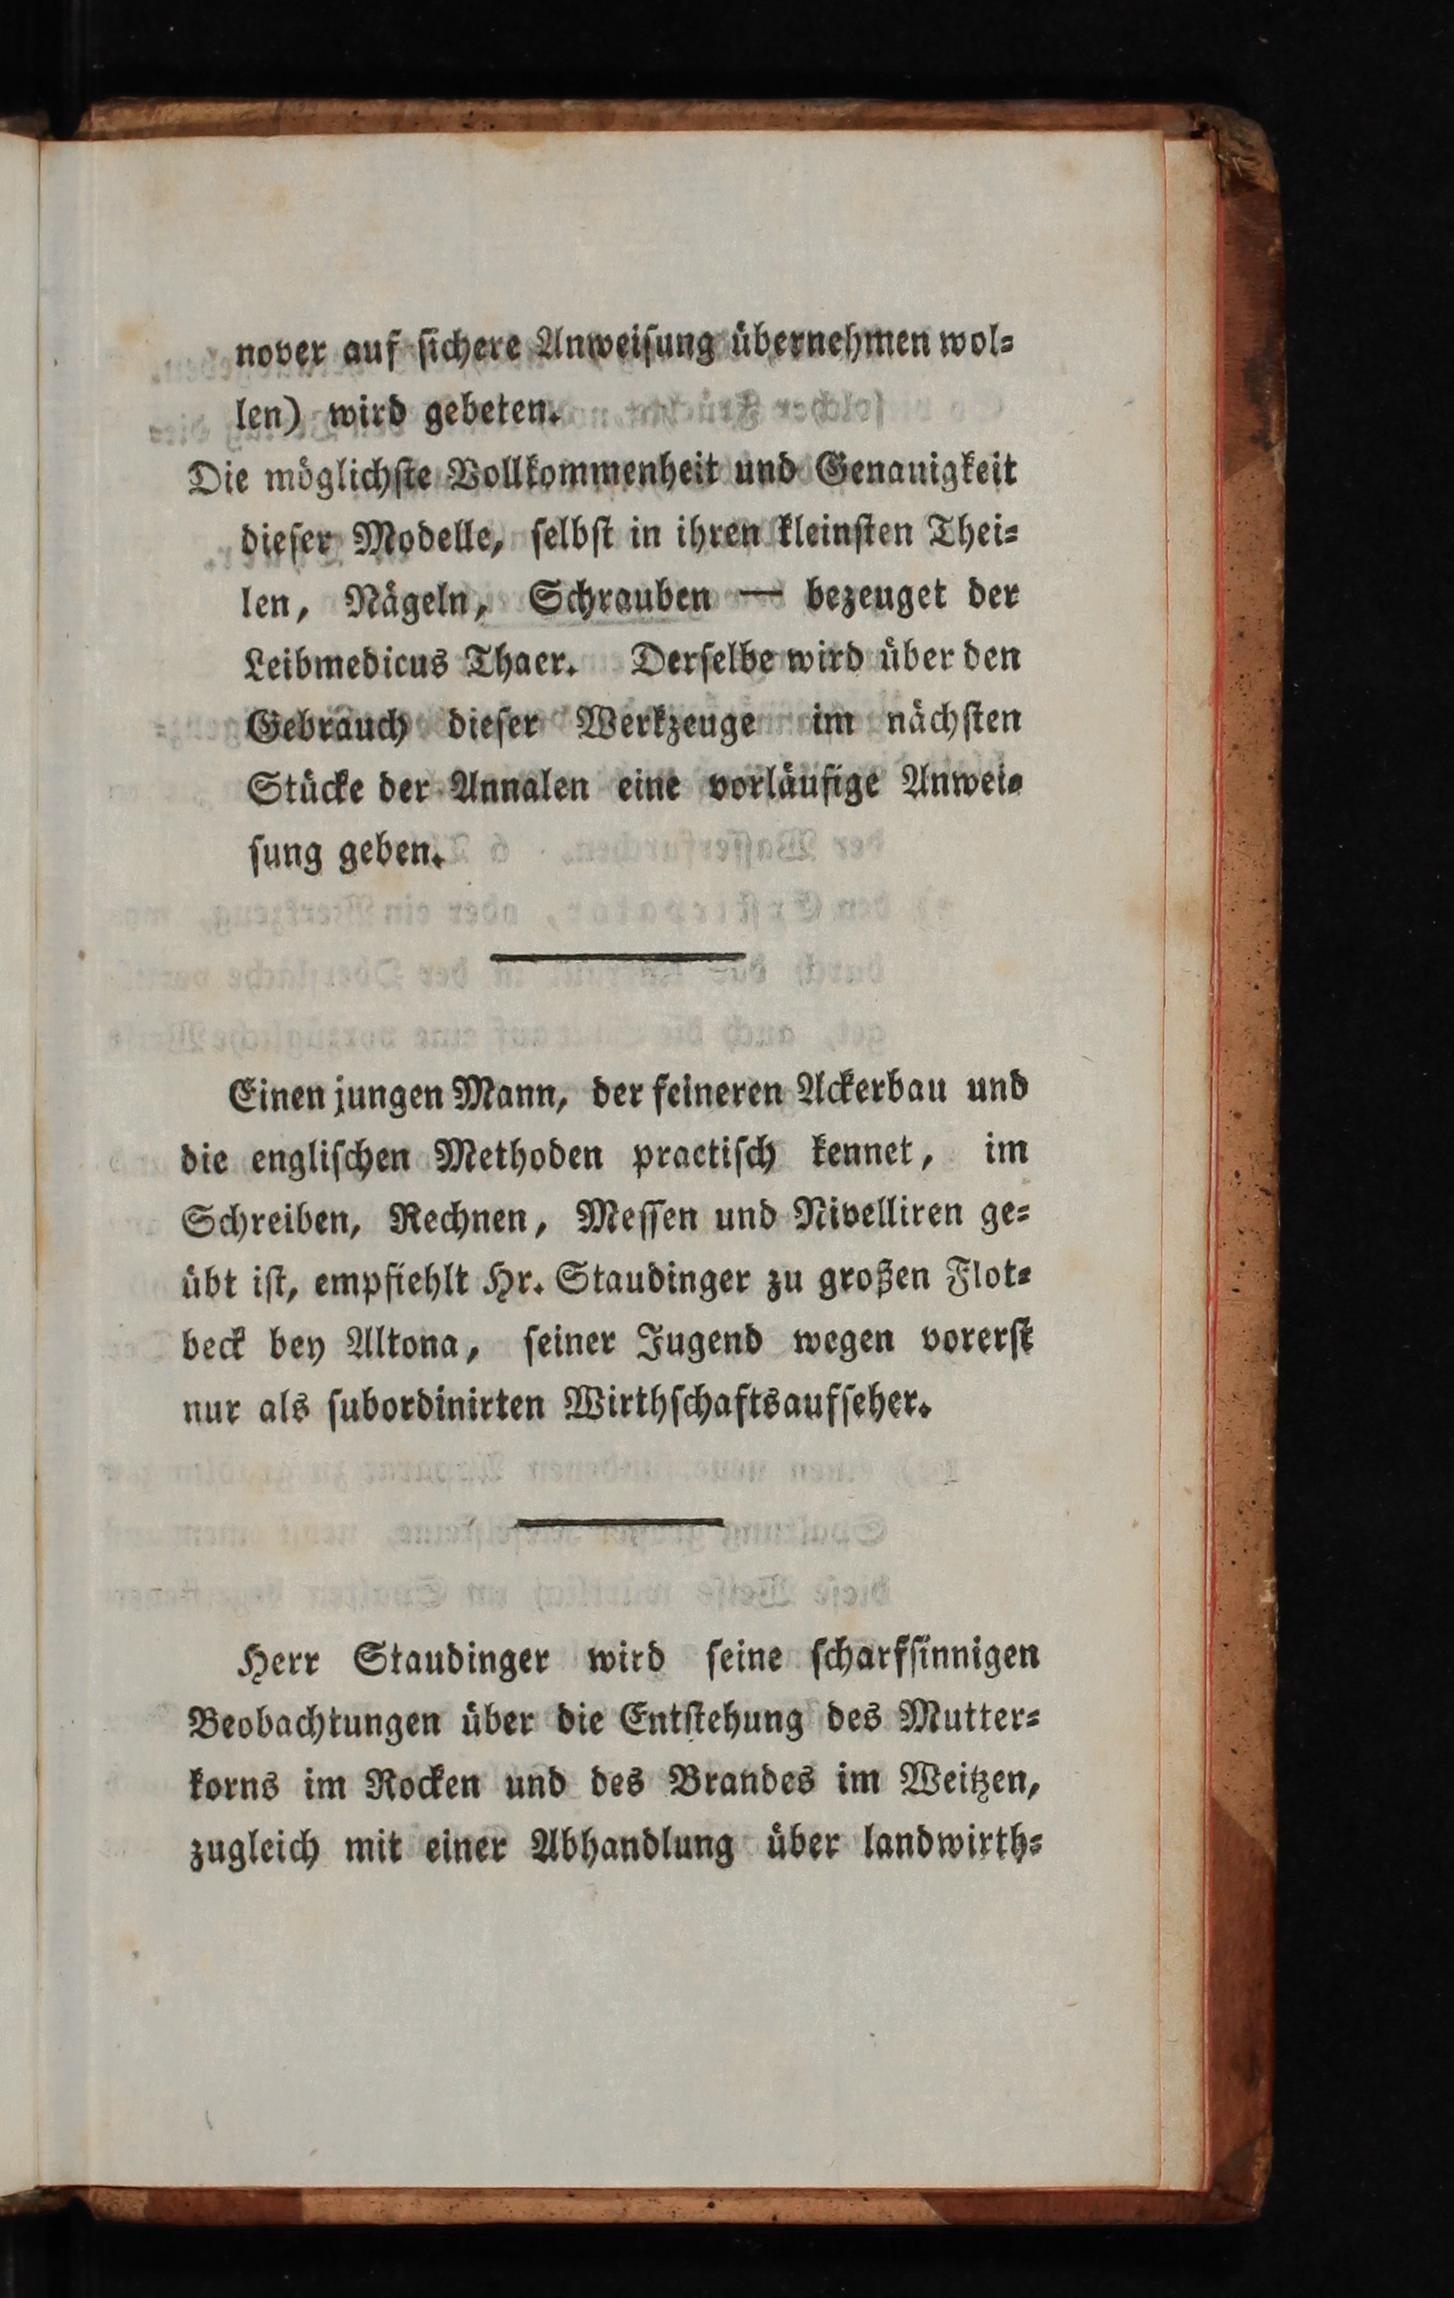 nover auf ſichere Anweiſung übernehmen wol⸗
len) wird gebeten.
Die möglichſte Vollkommenheit und Genauigkeit
dieſer Modelle, ſelbſt in ihren kleinſten Thei⸗
len, Nägeln, Schrauben — bezeuget der
Leibmedicus Thaer. Derſelbe wird über den
Gebrauch dieſer Werkzeuge im nächſten
Stücke der Annalen eine vorläufige Anwei⸗
ſung geben.
Einen jungen Mann, der feineren Ackerbau und
die engliſchen Methoden practiſch kennet, im
Schreiben, Rechnen, Meſſen und Nivelliren ge⸗
übt iſt, empfiehlt Hr. Staudinger zu großen Flot⸗
beck bey Altona, ſeiner Jugend wegen vorerſt
nur als ſubordinirten Wirthſchaftsaufſeher.
Herr Staudinger wird ſeine ſcharfſinnigen
Beobachtungen über die Entſtehung des Mutter⸗
korns im Rocken und des Brandes im Weitzen,
zugleich mit einer Abhandlung über landwirth⸗